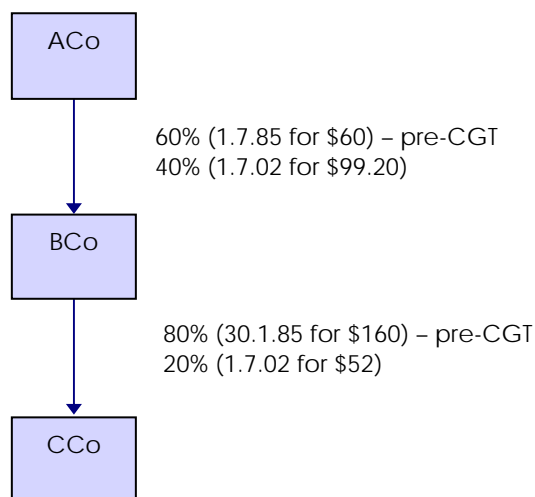 ACo
60% (1.7.85 for $60) – pre-CGT
40% (1.7.02 for $99.20)
BCo
80% (30.1.85 for $160) – pre-CGT
20% (1.7.02 for $52)
CCo